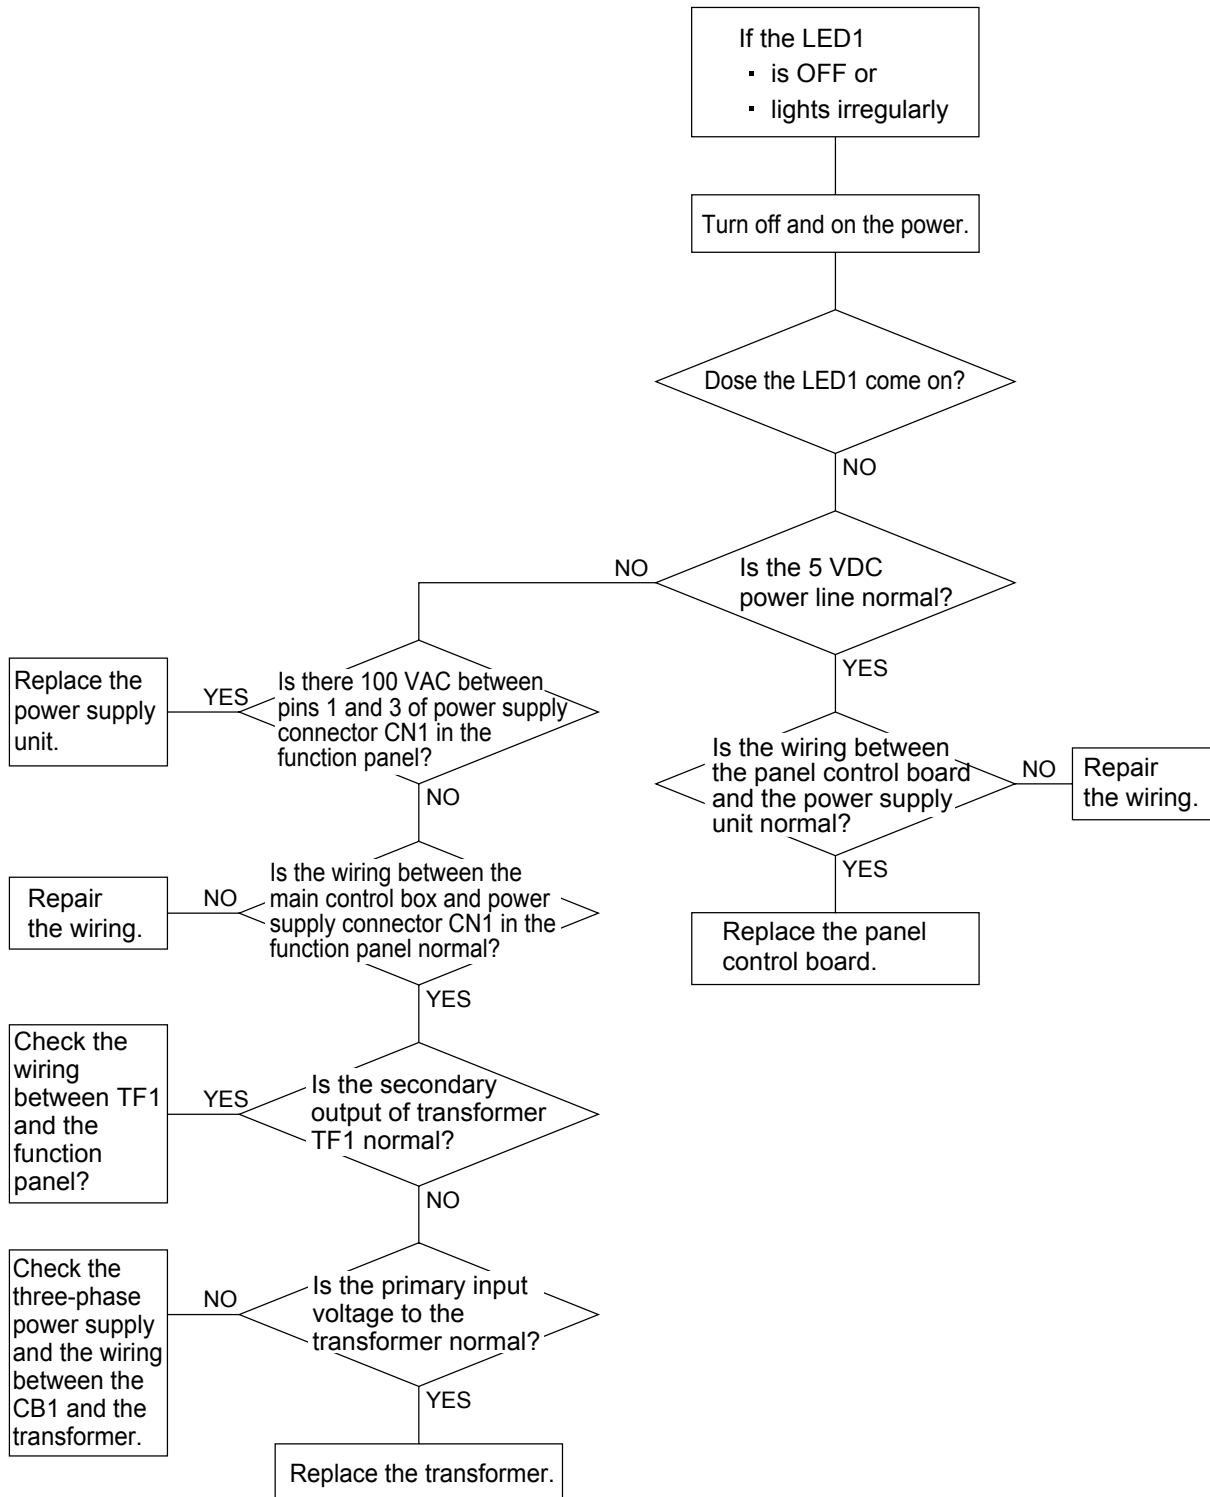 If the LED1
· is OFF or
· lights irregularly
Turn off and on the power.
Dose the LED1 come on?
NO
Is the 5 VDC
power line normal?
NO
YES
Is there 100 VAC between
pins 1 and 3 of power supply
connector CN1 in the
function panel?
YES
Replace the
power supply
unit.
NO
Is the wiring between
the panel control board
and the power supply
unit normal?
NO
Repair
the wiring.
YES
Replace the panel
control board.
Is the wiring between the
main control box and power
supply connector CN1 in the
function panel normal?
NO
Repair
the wiring.
YES
Is the secondary
output of transformer
TF1 normal?
YES
Check the
wiring
between TF1
and the
function
panel?
NO
Is the primary input
voltage to the
transformer normal?
NO
Check the
three-phase
power supply
and the wiring
between the
CB1 and the
transformer.
YES
Replace the transformer.